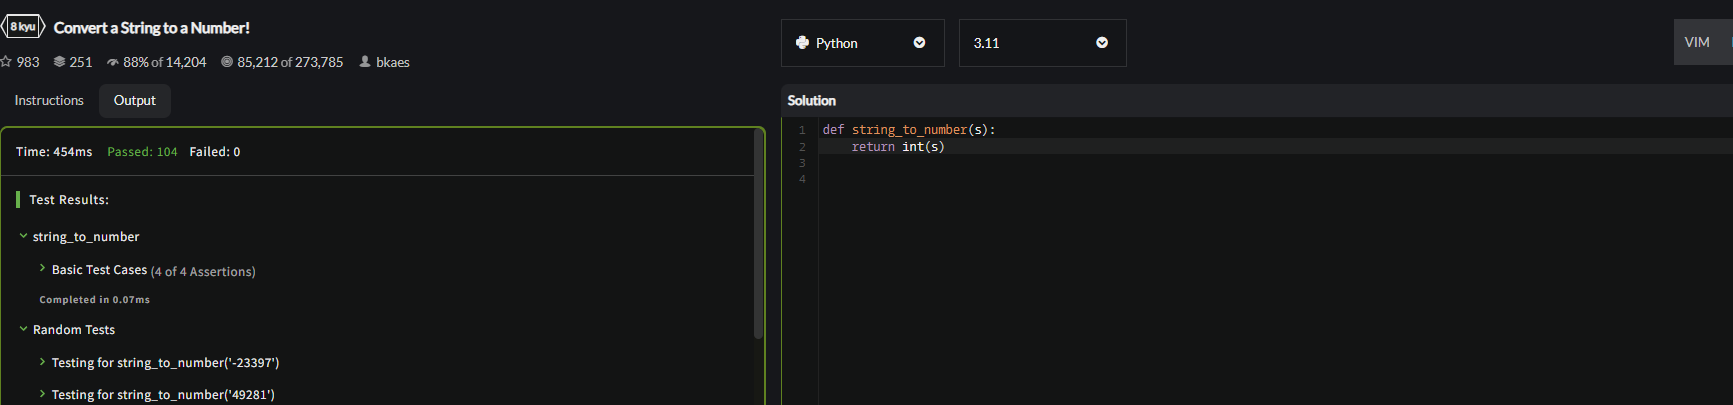 8 kyu Convert a String to a Number!
983 251 88% of 14,204 85,212 of 273,785 bkaes
Instructions Output
Time: 454ms Passed: 104 Failed: 0
Test Results:
string_to_number
Basic Test Cases (4 of 4 Assertions)
Completed in 0.07ms
Random Tests
Testing for string_to_number('-23397')
Testing for string_to_number('49281')
Python 3.11 VIM
Solution
1 def string_to_number(s):
2 return int(s)
3
4